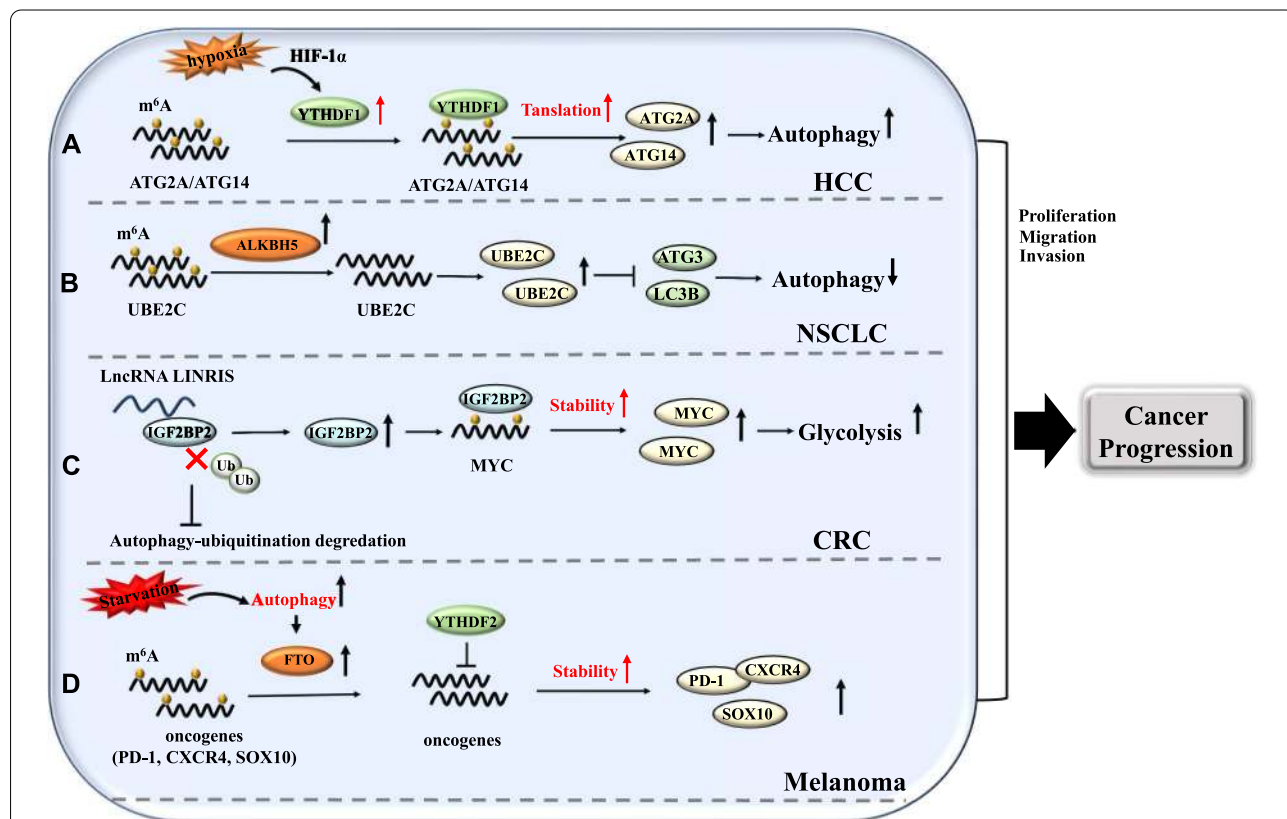 hypoxia
HIF-1α
m⁶A
YTHDF1
YTHDF1
Tanslation
ATG2A
ATG14
Autophagy
A
ATG2A/ATG14
ATG2A/ATG14
HCC
m⁶A
ALKBH5
UBE2C
UBE2C
ATG3
LC3B
Autophagy
B
UBE2C
UBE2C
NSCLC
LncRNA LINRIS
IGF2BP2
IGF2BP2
IGF2BP2
Stability
MYC
MYC
Glycolysis
C
Ub
Ub
MYC
Autophagy-ubiquitination degredation
CRC
Starvation
Autophagy
YTHDF2
m⁶A
FTO
Stability
PD-1
CXCR4
SOX10
D
oncogenes
(PD-1, CXCR4, SOX10)
oncogenes
Melanoma
Proliferation
Migration
Invasion
Cancer
Progression